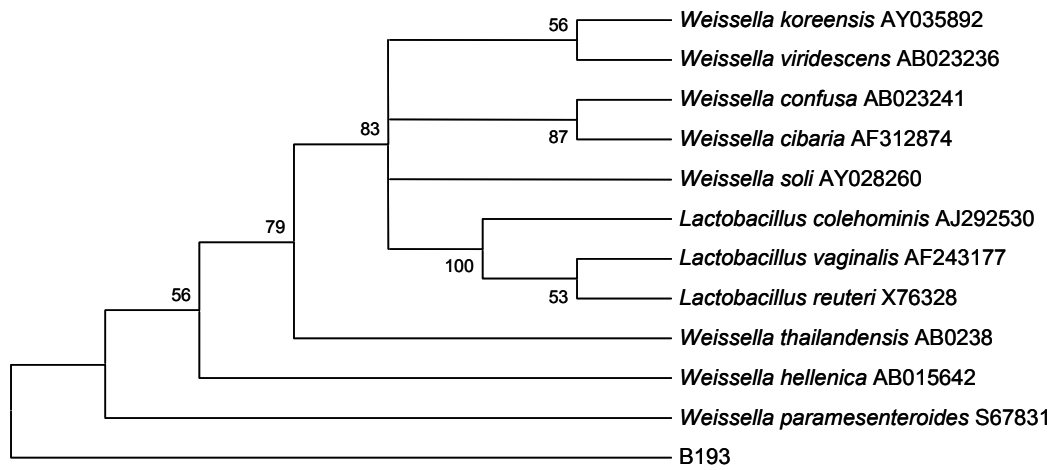 56
Weissella koreensis AY035892
Weissella viridescens AB023236
Weissella confusa AB023241
83
87
Weissella cibaria AF312874
Weissella soli AY028260
Lactobacillus colehominis AJ292530
79
100
Lactobacillus vaginalis AF243177
56
53
Lactobacillus reuteri X76328
Weissella thailandensis AB0238
Weissella hellenica AB015642
Weissella paramesenteroides S67831
B193